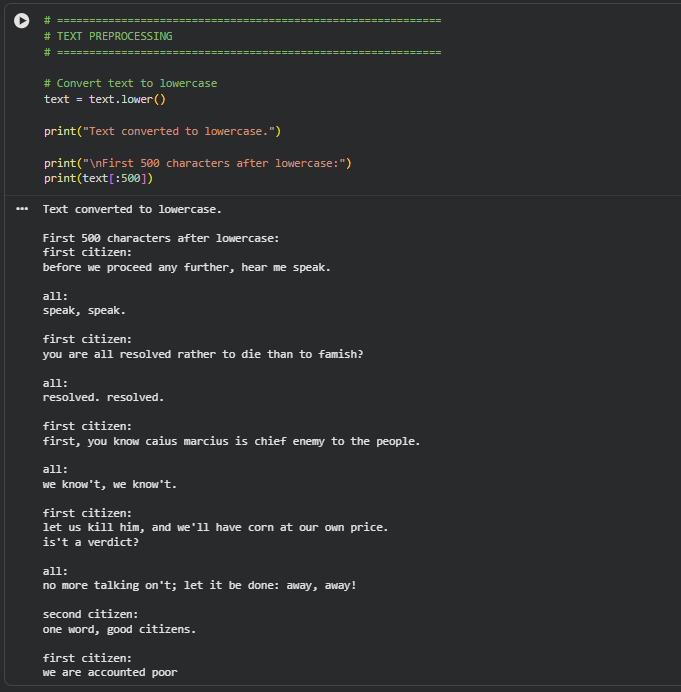 # ============================================================
# TEXT PREPROCESSING
# ============================================================
# Convert text to lowercase
text = text.lower()
print("Text converted to lowercase.")
print("\nFirst 500 characters after lowercase:")
print(text[:500])
Text converted to lowercase.
First 500 characters after lowercase:
first citizen:
before we proceed any further, hear me speak.
all:
speak, speak.
first citizen:
you are all resolved rather to die than to famish?
all:
resolved. resolved.
first citizen:
first, you know caius marcius is chief enemy to the people.
all:
we know't, we know't.
first citizen:
let us kill him, and we'll have corn at our own price.
is't a verdict?
all:
no more talking on't; let it be done: away, away!
second citizen:
one word, good citizens.
first citizen:
we are accounted poor